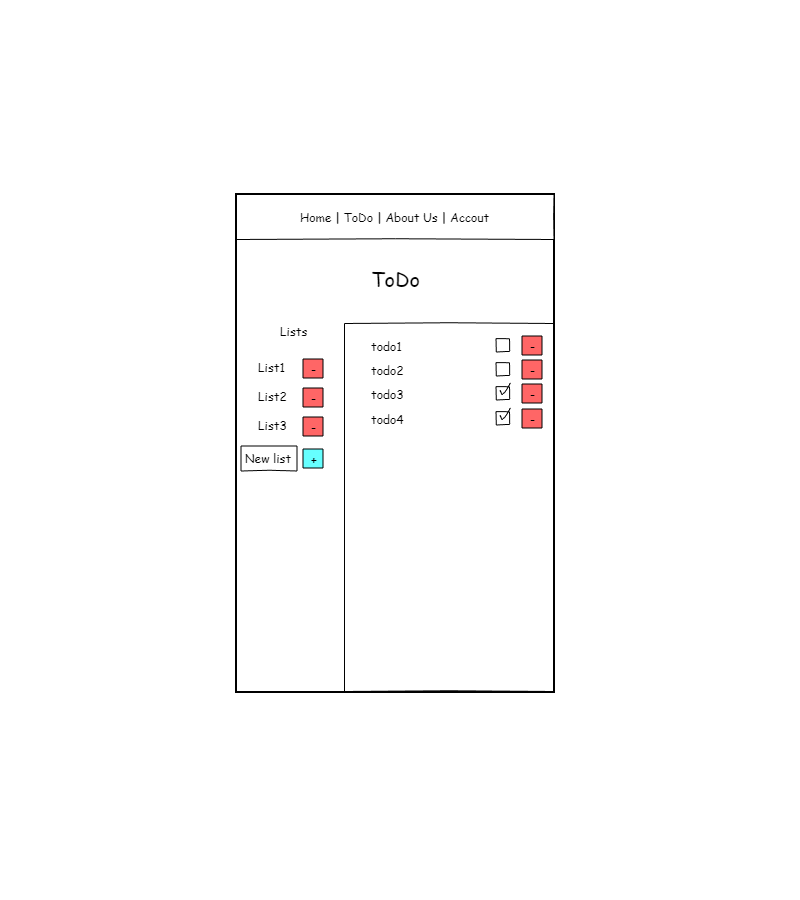 Home | ToDo | About Us | Accout
ToDo
Lists
List1 -
List2 -
List3 -
New list +
todo1 -
todo2 -
todo3 -
todo4 -